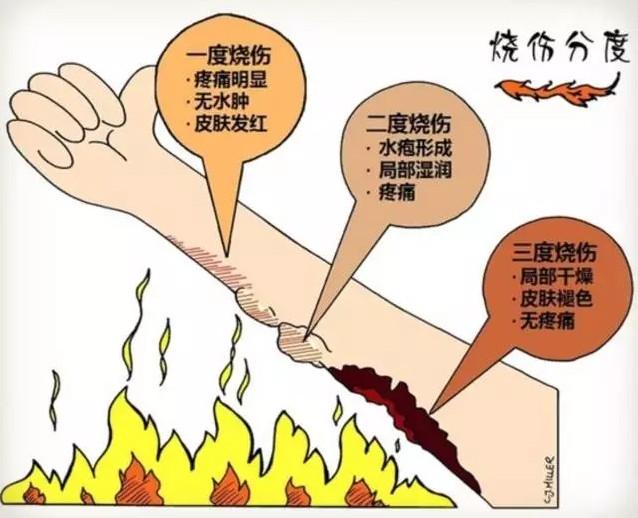 烧伤分度
一度烧伤
· 疼痛明显
· 无水肿
· 皮肤发红
二度烧伤
· 水疱形成
· 局部湿润
· 疼痛
三度烧伤
· 局部干燥
· 皮肤褪色
· 无疼痛
CJMILLER